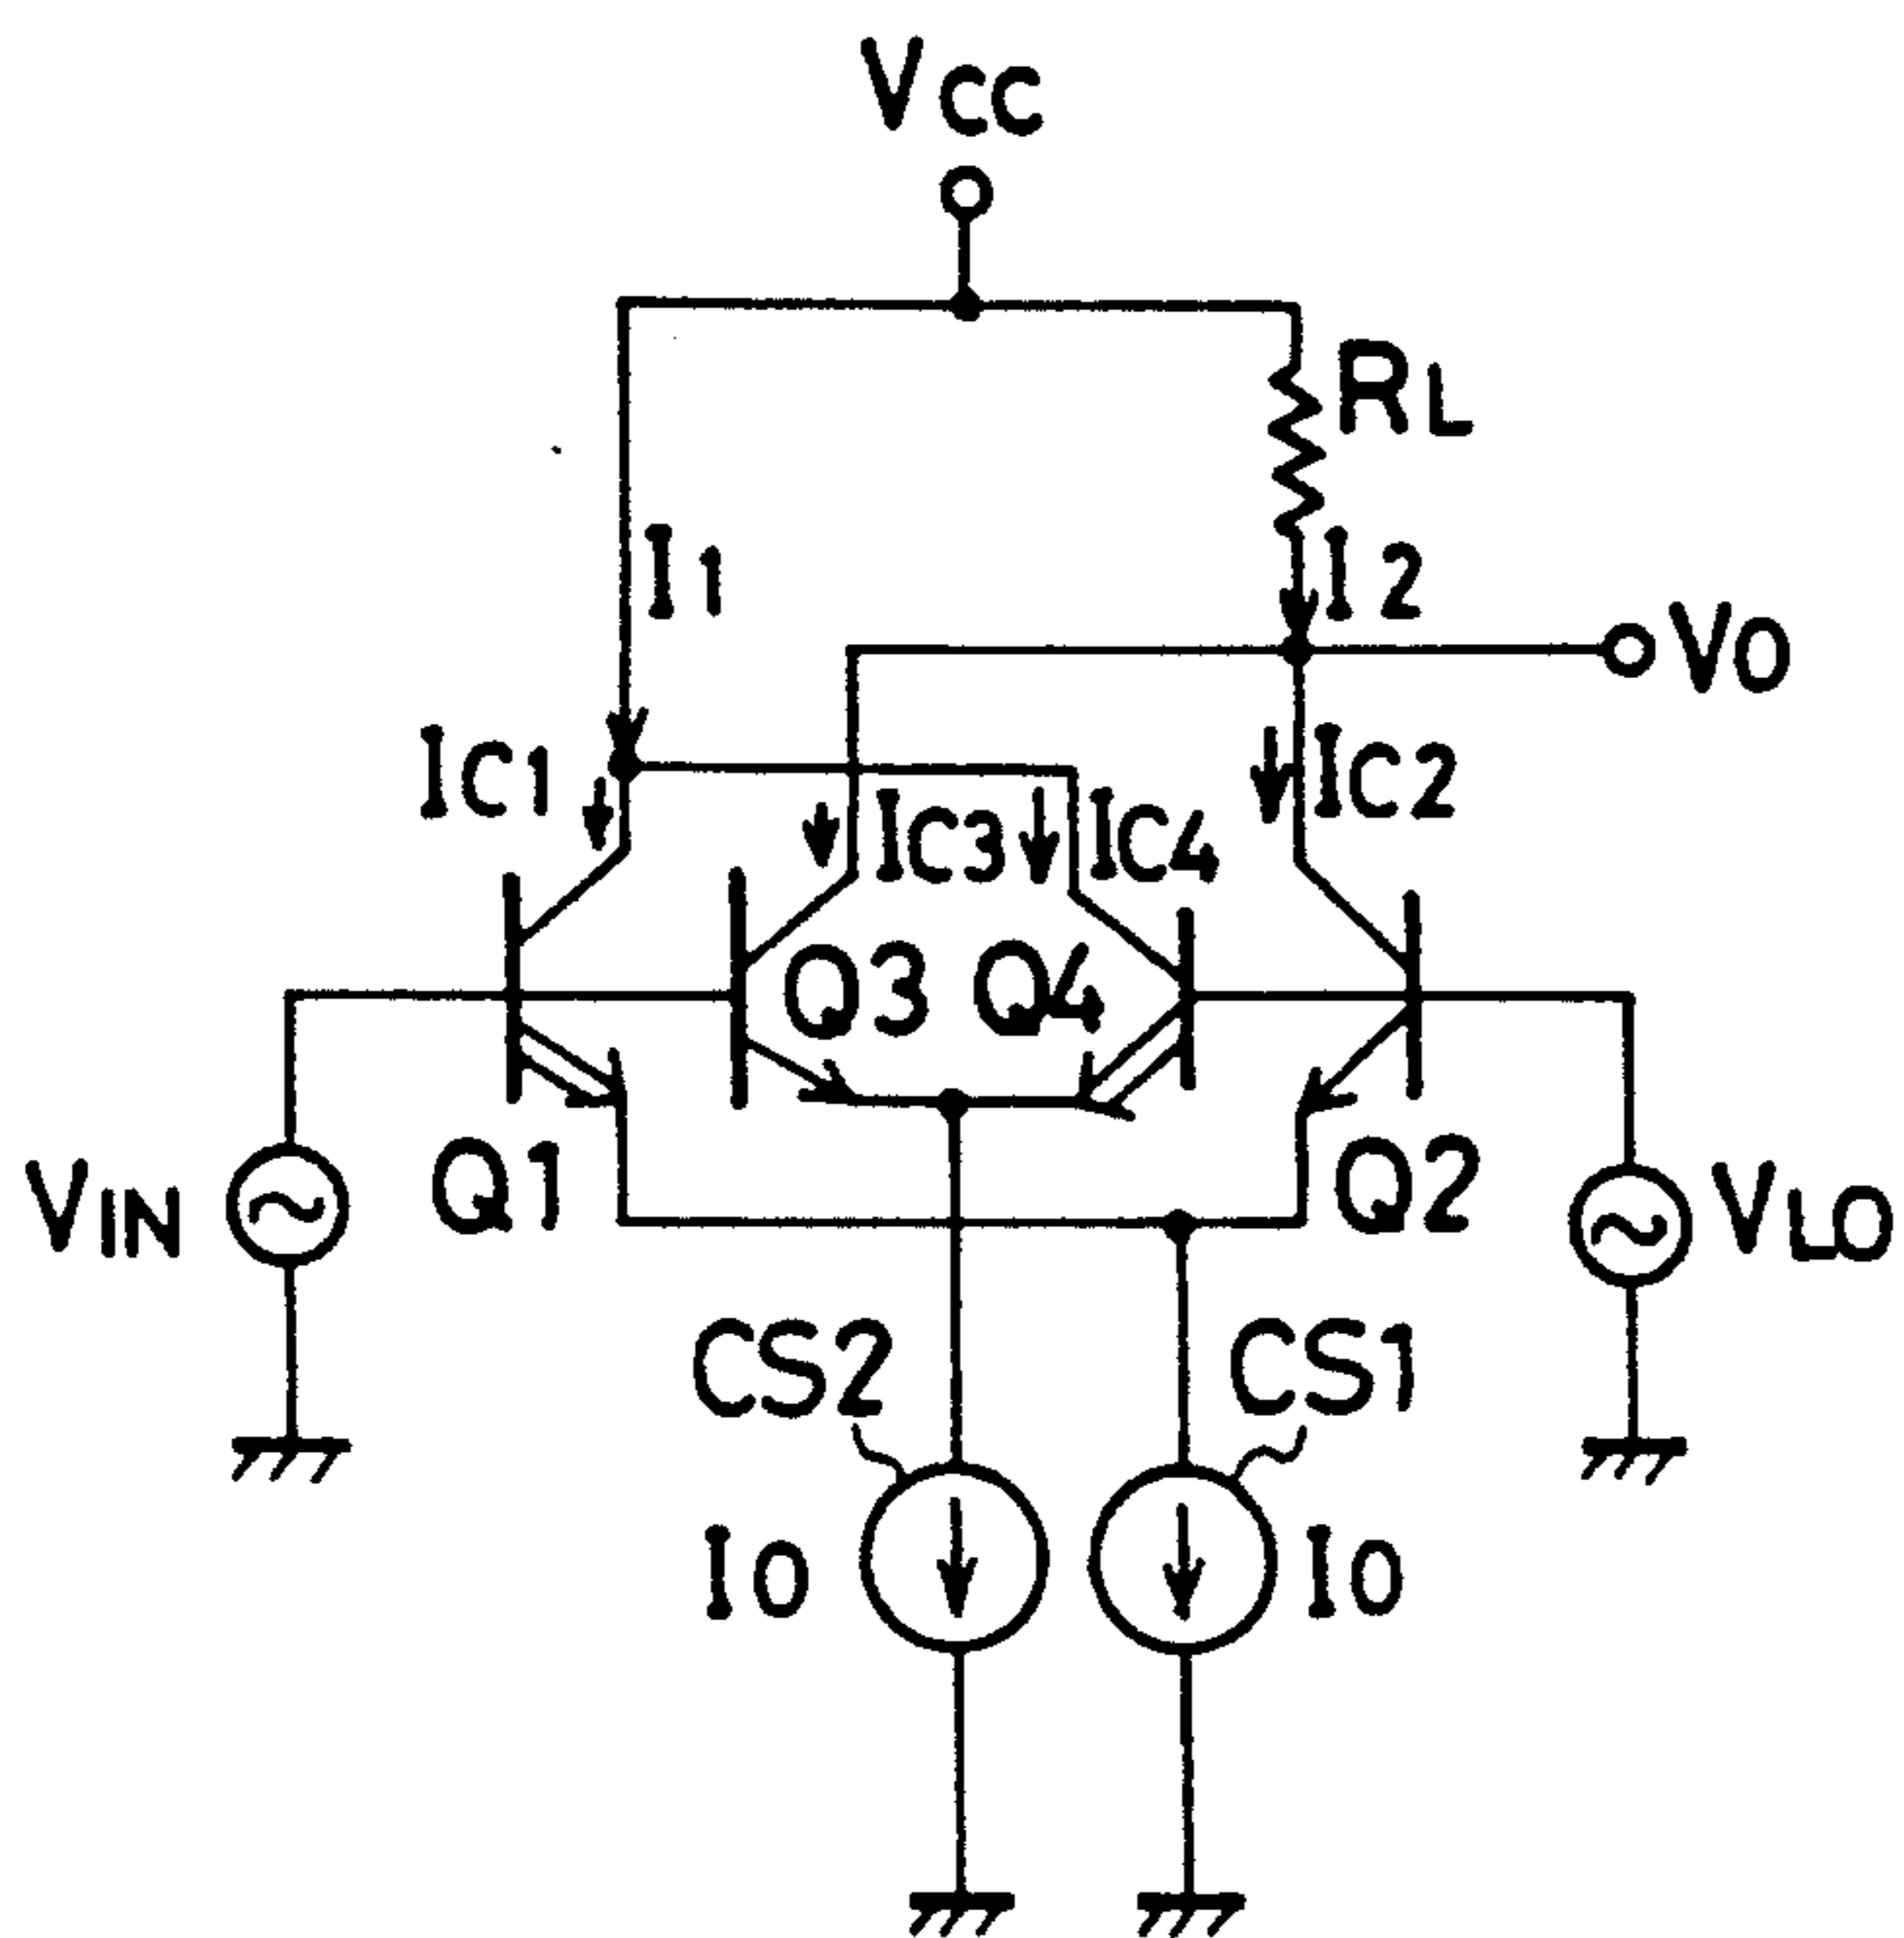 VCC
RL
I1
I2
VO
IC1
IC3
IC4
IC2
Q3
Q4
VIN
Q1
Q2
VLO
CS2
CS1
IO
IO